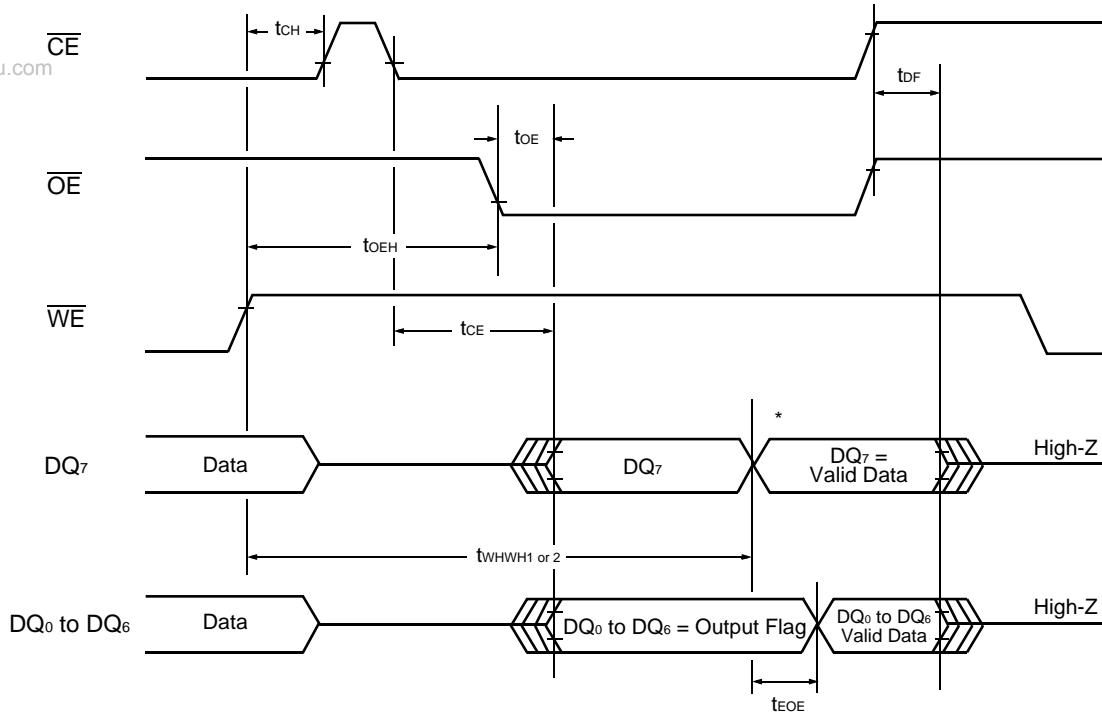 tCH
CE
u.com
tDF
tOE
OE
tOEH
WE
tCE
*
DQ7
Data
DQ7
DQ7 =
Valid Data
High-Z
tWHWH1 or 2
DQ0 to DQ6
Data
DQ0 to DQ6 = Output Flag
DQ0 to DQ6
Valid Data
High-Z
tEOE